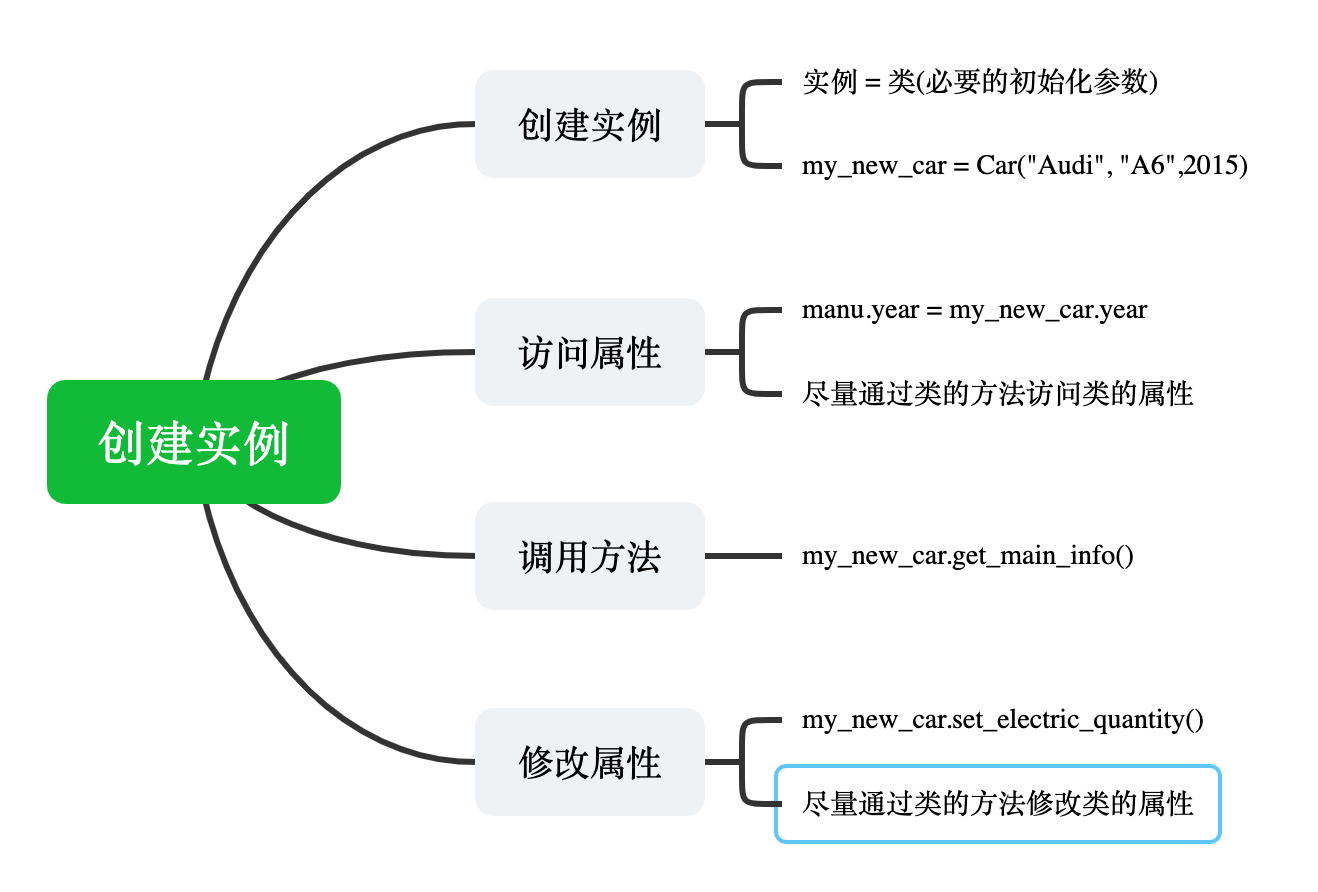 创建实例
创建实例
实例 = 类(必要的初始化参数)
my_new_car = Car("Audi", "A6",2015)
访问属性
manu.year = my_new_car.year
尽量通过类的方法访问类的属性
调用方法
my_new_car.get_main_info()
修改属性
my_new_car.set_electric_quantity()
尽量通过类的方法修改类的属性